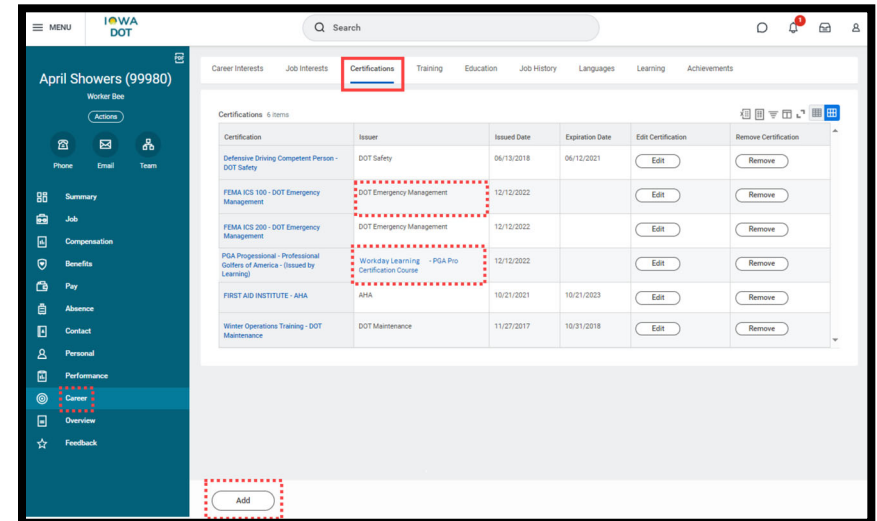 MENU
IOWA
DOT
Search
1
PDF
April Showers (99980)
Worker Bee
Actions
Phone Email Team
Summary
Job
Compensation
Benefits
Pay
Absence
Contact
Personal
Performance
Career
Overview
Feedback
Career Interests Job Interests Certifications Training Education Job History Languages Learning Achievements
Certifications 6 items
Certification Issuer Issued Date Expiration Date Edit Certification Remove Certification
Defensive Driving Competent Person - DOT Safety 06/13/2018 06/12/2021 Edit Remove
DOT Safety
FEMA ICS 100 - DOT Emergency DOT Emergency Management 12/12/2022 Edit Remove
Management
FEMA ICS 200 - DOT Emergency DOT Emergency Management 12/12/2022 Edit Remove
Management
PGA Progessional - Professional
Golfers of America - (Issued by Workday Learning - PGA Pro 12/12/2022 Edit Remove
Learning) Certification Course
FIRST AID INSTITUTE - AHA AHA 10/21/2021 10/21/2023 Edit Remove
Winter Operations Training - DOT DOT Maintenance 11/27/2017 10/31/2018 Edit Remove
Maintenance
Add